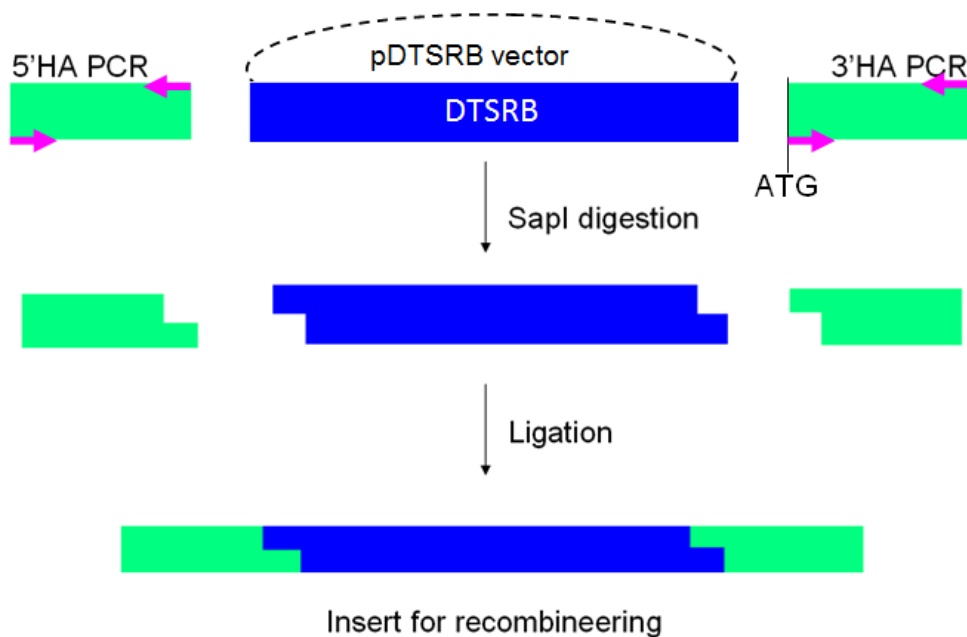 5'HA PCR
pDTSRB vector
3'HA PCR
DTSRB
ATG
SapI digestion
Ligation
Insert for recombineering